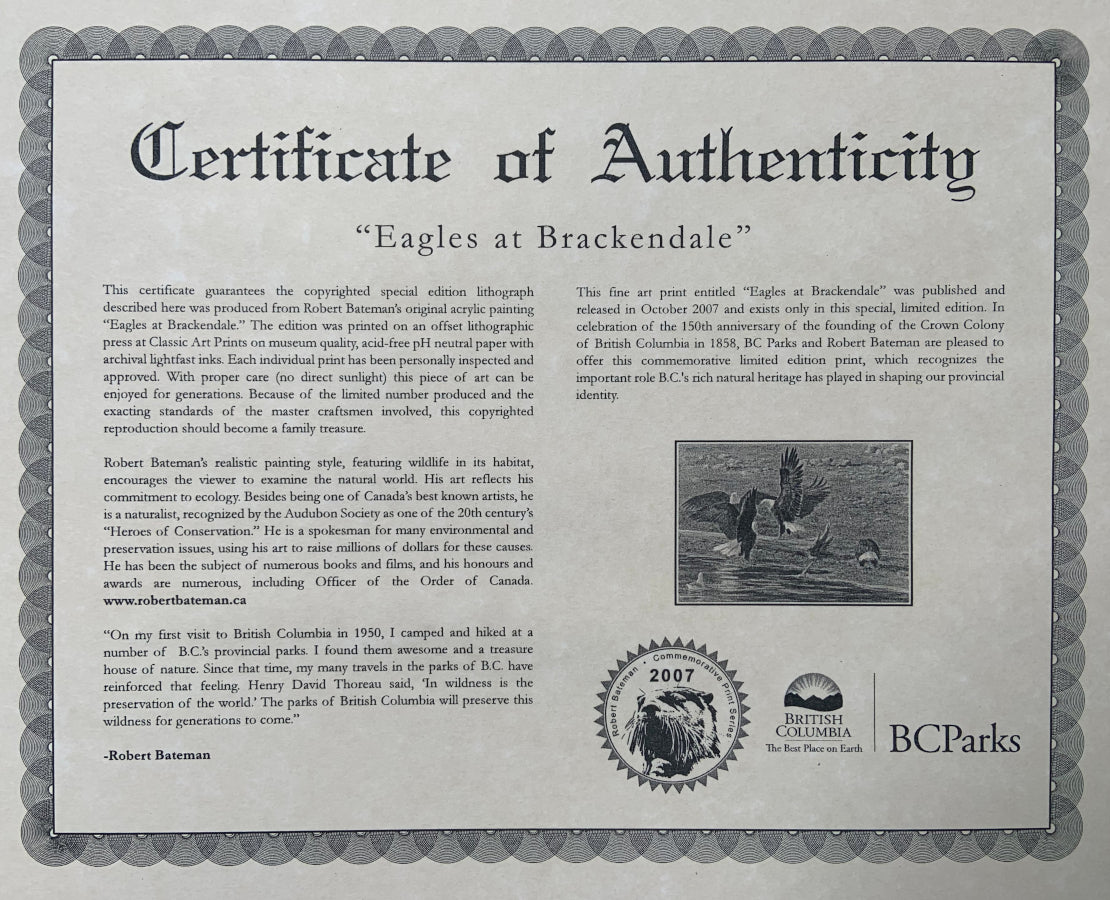 Certificate of Authenticity
“Eagles at Brackendale”
This certificate guarantees the copyrighted special edition lithograph
described here was produced from Robert Bateman’s original acrylic painting
“Eagles at Brackendale.” The edition was printed on an offset lithographic
press at Classic Art Prints on museum quality, acid-free pH neutral paper with
archival lightfast inks. Each individual print has been personally inspected and
approved. With proper care (no direct sunlight) this piece of art can be
enjoyed for generations. Because of the limited number produced and the
exacting standards of the master craftsmen involved, this copyrighted
reproduction should become a family treasure.
Robert Bateman’s realistic painting style, featuring wildlife in its habitat,
encourages the viewer to examine the natural world. His art reflects his
commitment to ecology. Besides being one of Canada’s best known artists, he
is a naturalist, recognized by the Audubon Society as one of the 20th century’s
“Heroes of Conservation.” He is a spokesman for many environmental and
preservation issues, using his art to raise millions of dollars for these causes.
He has been the subject of numerous books and films, and his honours and
awards are numerous, including Officer of the Order of Canada.
www.robertbateman.ca
“On my first visit to British Columbia in 1950, I camped and hiked at a
number of B.C.’s provincial parks. I found them awesome and a treasure
house of nature. Since that time, my many travels in the parks of B.C. have
reinforced that feeling. Henry David Thoreau said, ‘In wildness is the
preservation of the world.’ The parks of British Columbia will preserve this
wildness for generations to come.”
-Robert Bateman
This fine art print entitled “Eagles at Brackendale” was published and
released in October 2007 and exists only in this special, limited edition. In
celebration of the 150th anniversary of the founding of the Crown Colony
of British Columbia in 1858, BC Parks and Robert Bateman are pleased to
offer this commemorative limited edition print, which recognizes the
important role B.C.’s rich natural heritage has played in shaping our provincial
identity.
Robert Bateman • Commemorative Print Series
2007
BRITISH
COLUMBIA
The Best Place on Earth
BCParks